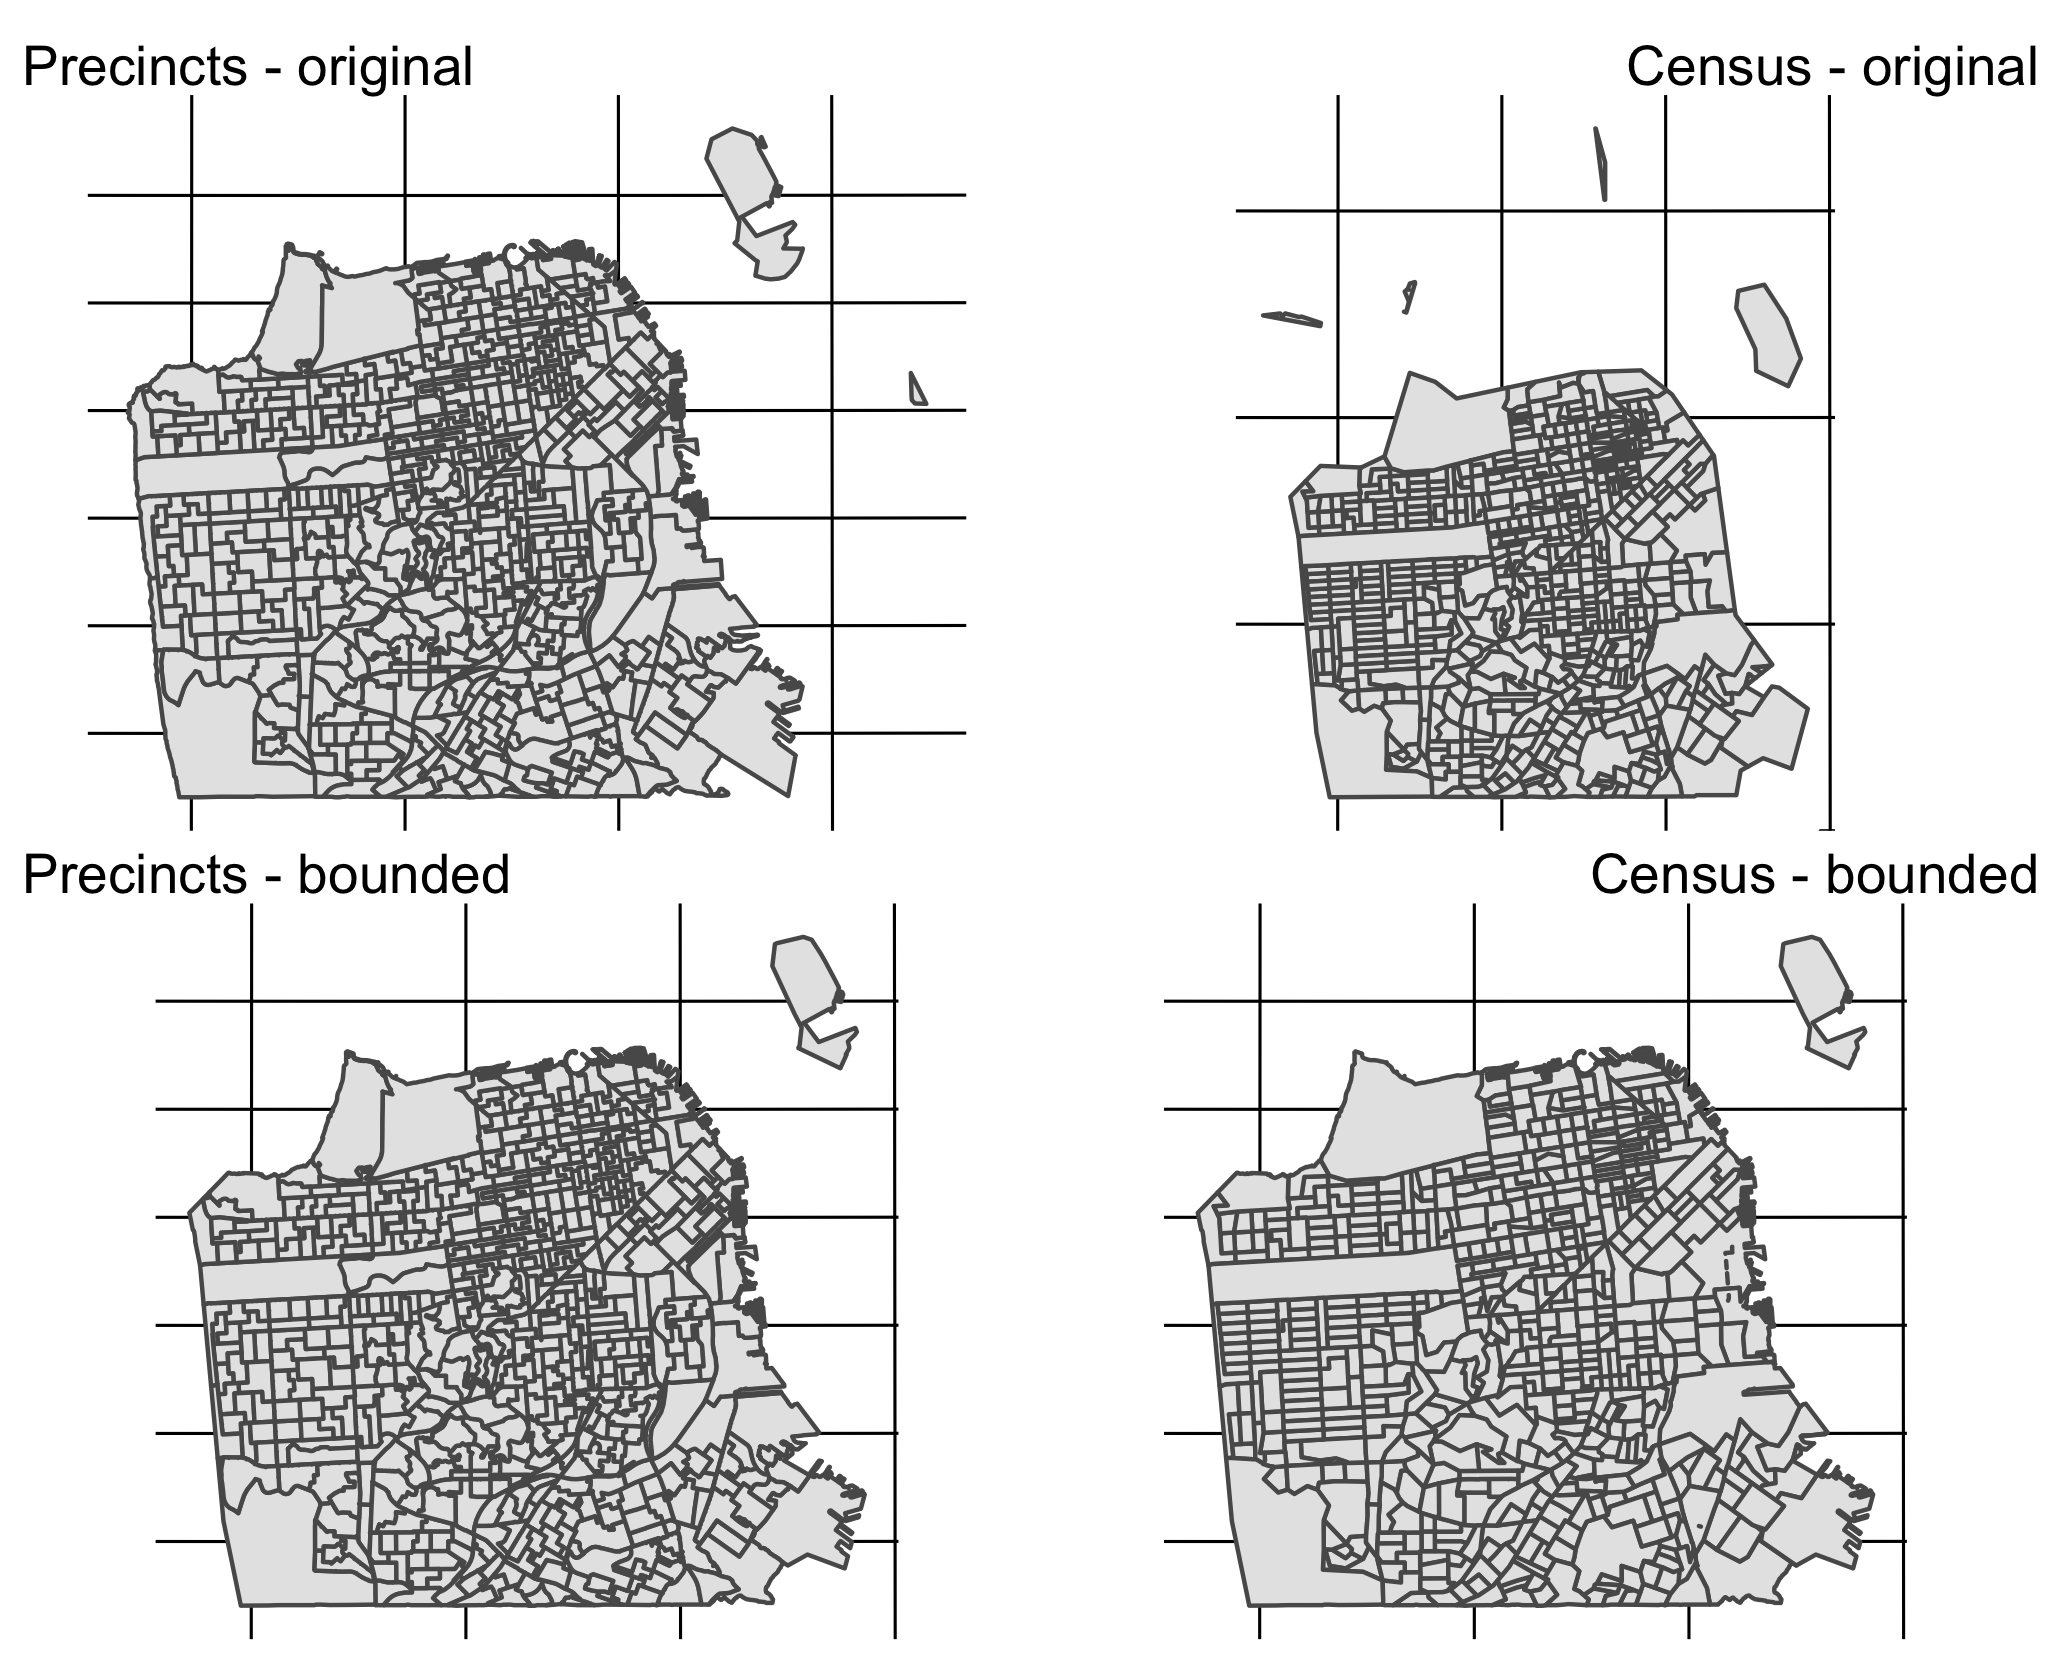 Precincts - original
Census - original
Precincts - bounded
Census - bounded